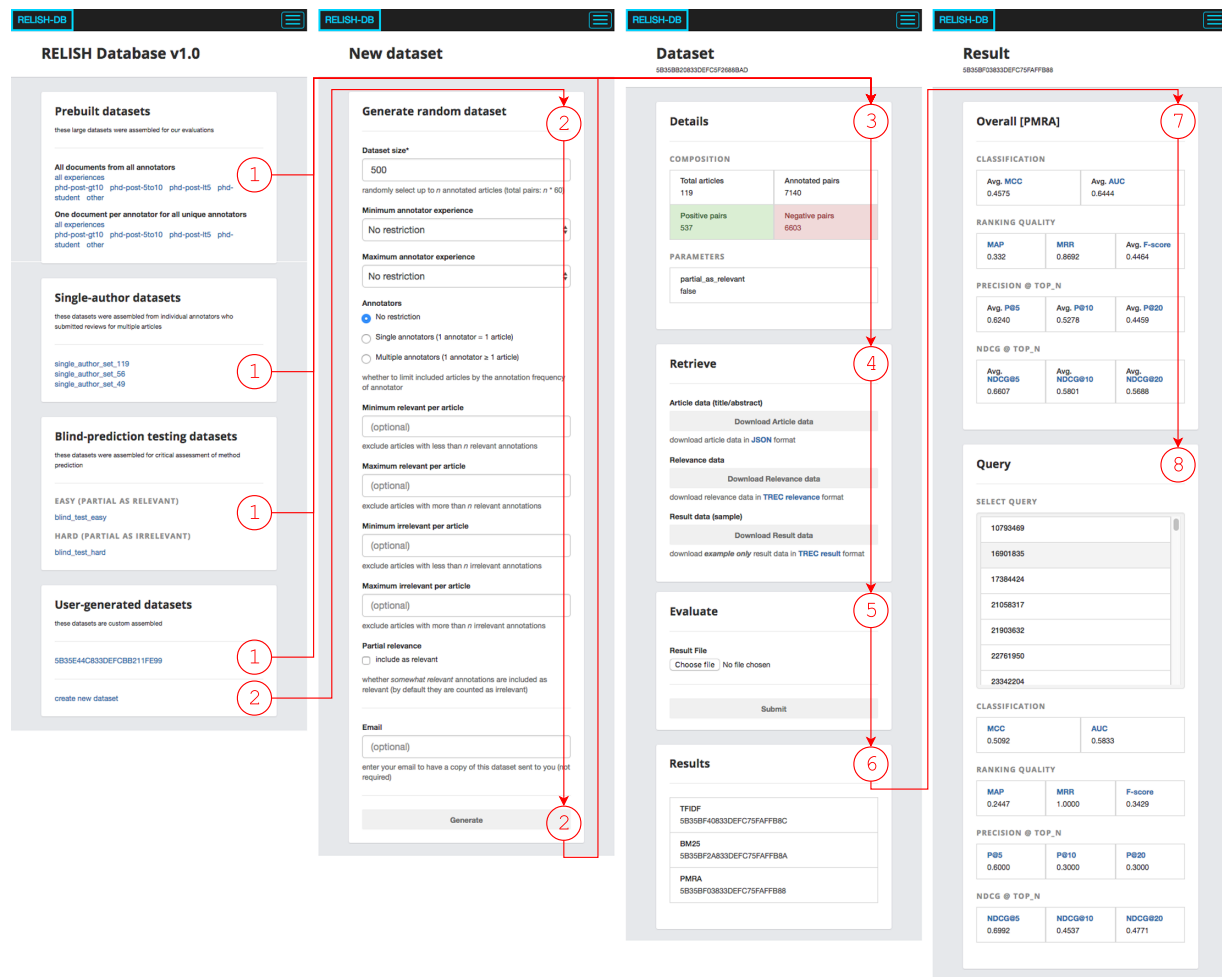 RELISH-DB
RELISH Database v1.0
Prebuilt datasets
these large datasets were assembled for our evaluations
All documents from all annotators
all experiences
phd-post-gt10 phd-post-5to10 phd-post-lt5 phd-
student other
One document per annotator for all unique annotators
all experiences
phd-post-gt10 phd-post-5to10 phd-post-lt5 phd-
student other
1
Single-author datasets
these datasets were assembled from individual annotators who
submitted reviews for multiple articles
single_author_set_119
single_author_set_56
single_author_set_49
1
Blind-prediction testing datasets
these datasets were assembled for critical assessment of method
prediction
EASY (PARTIAL AS RELEVANT)
blind_test_easy
HARD (PARTIAL AS IRRELEVANT)
blind_test_hard
1
User-generated datasets
these datasets are custom assembled
5B35E44C833DEFCBB211FE99
1
create new dataset
2
RELISH-DB
New dataset
Generate random dataset
2
Dataset size*
500
randomly select up to n annotated articles (total pairs: n * 60)
Minimum annotator experience
No restriction
Maximum annotator experience
No restriction
Annotators
No restriction
Single annotators (1 annotator = 1 article)
Multiple annotators (1 annotator ≥ 1 article)
whether to limit included articles by the annotation frequency
of annotator
Minimum relevant per article
(optional)
exclude articles with less than n relevant annotations
Maximum relevant per article
(optional)
exclude articles with more than n relevant annotations
Minimum irrelevant per article
(optional)
exclude articles with less than n irrelevant annotations
Maximum irrelevant per article
(optional)
exclude articles with more than n irrelevant annotations
Partial relevance
include as relevant
whether somewhat relevant annotations are included as
relevant (by default they are counted as irrelevant)
Email
(optional)
enter your email to have a copy of this dataset sent to you (not
required)
Generate
2
RELISH-DB
Dataset
5B35BB20833DEFC5F2688BAD
Details
3
COMPOSITION
Total articles Annotated pairs
119 7140
Positive pairs Negative pairs
537 6603
PARAMETERS
partial_as_relevant
false
Retrieve
4
Article data (title/abstract)
Download Article data
download article data in JSON format
Relevance data
Download Relevance data
download relevance data in TREC relevance format
Result data (sample)
Download Result data
download example only result data in TREC result format
Evaluate
5
Result File
Choose file No file chosen
Submit
Results
6
TFIDF
5B35BF40833DEFC75FAFFB8C
BM25
5B35BF2A833DEFC75FAFFB8A
PMRA
5B35BF03833DEFC75FAFFB88
RELISH-DB
Result
5B35BF03833DEFC75FAFFB88
Overall [PMRA]
7
CLASSIFICATION
Avg. MCC Avg. AUC
0.4575 0.6444
RANKING QUALITY
MAP MRR Avg. F-score
0.332 0.8692 0.4464
PRECISION @ TOP_N
Avg. P@5 Avg. P@10 Avg. P@20
0.6240 0.5278 0.4459
NDCG @ TOP_N
Avg. Avg. Avg.
NDCG@5 NDCG@10 NDCG@20
0.6607 0.5801 0.5688
Query
8
SELECT QUERY
10793469
16901835
17384424
21058317
21903632
22761950
23342204
CLASSIFICATION
MCC AUC
0.5092 0.5833
RANKING QUALITY
MAP MRR F-score
0.2447 1.0000 0.3429
PRECISION @ TOP_N
P@5 P@10 P@20
0.6000 0.3000 0.3000
NDCG @ TOP_N
NDCG@5 NDCG@10 NDCG@20
0.6992 0.4537 0.4771